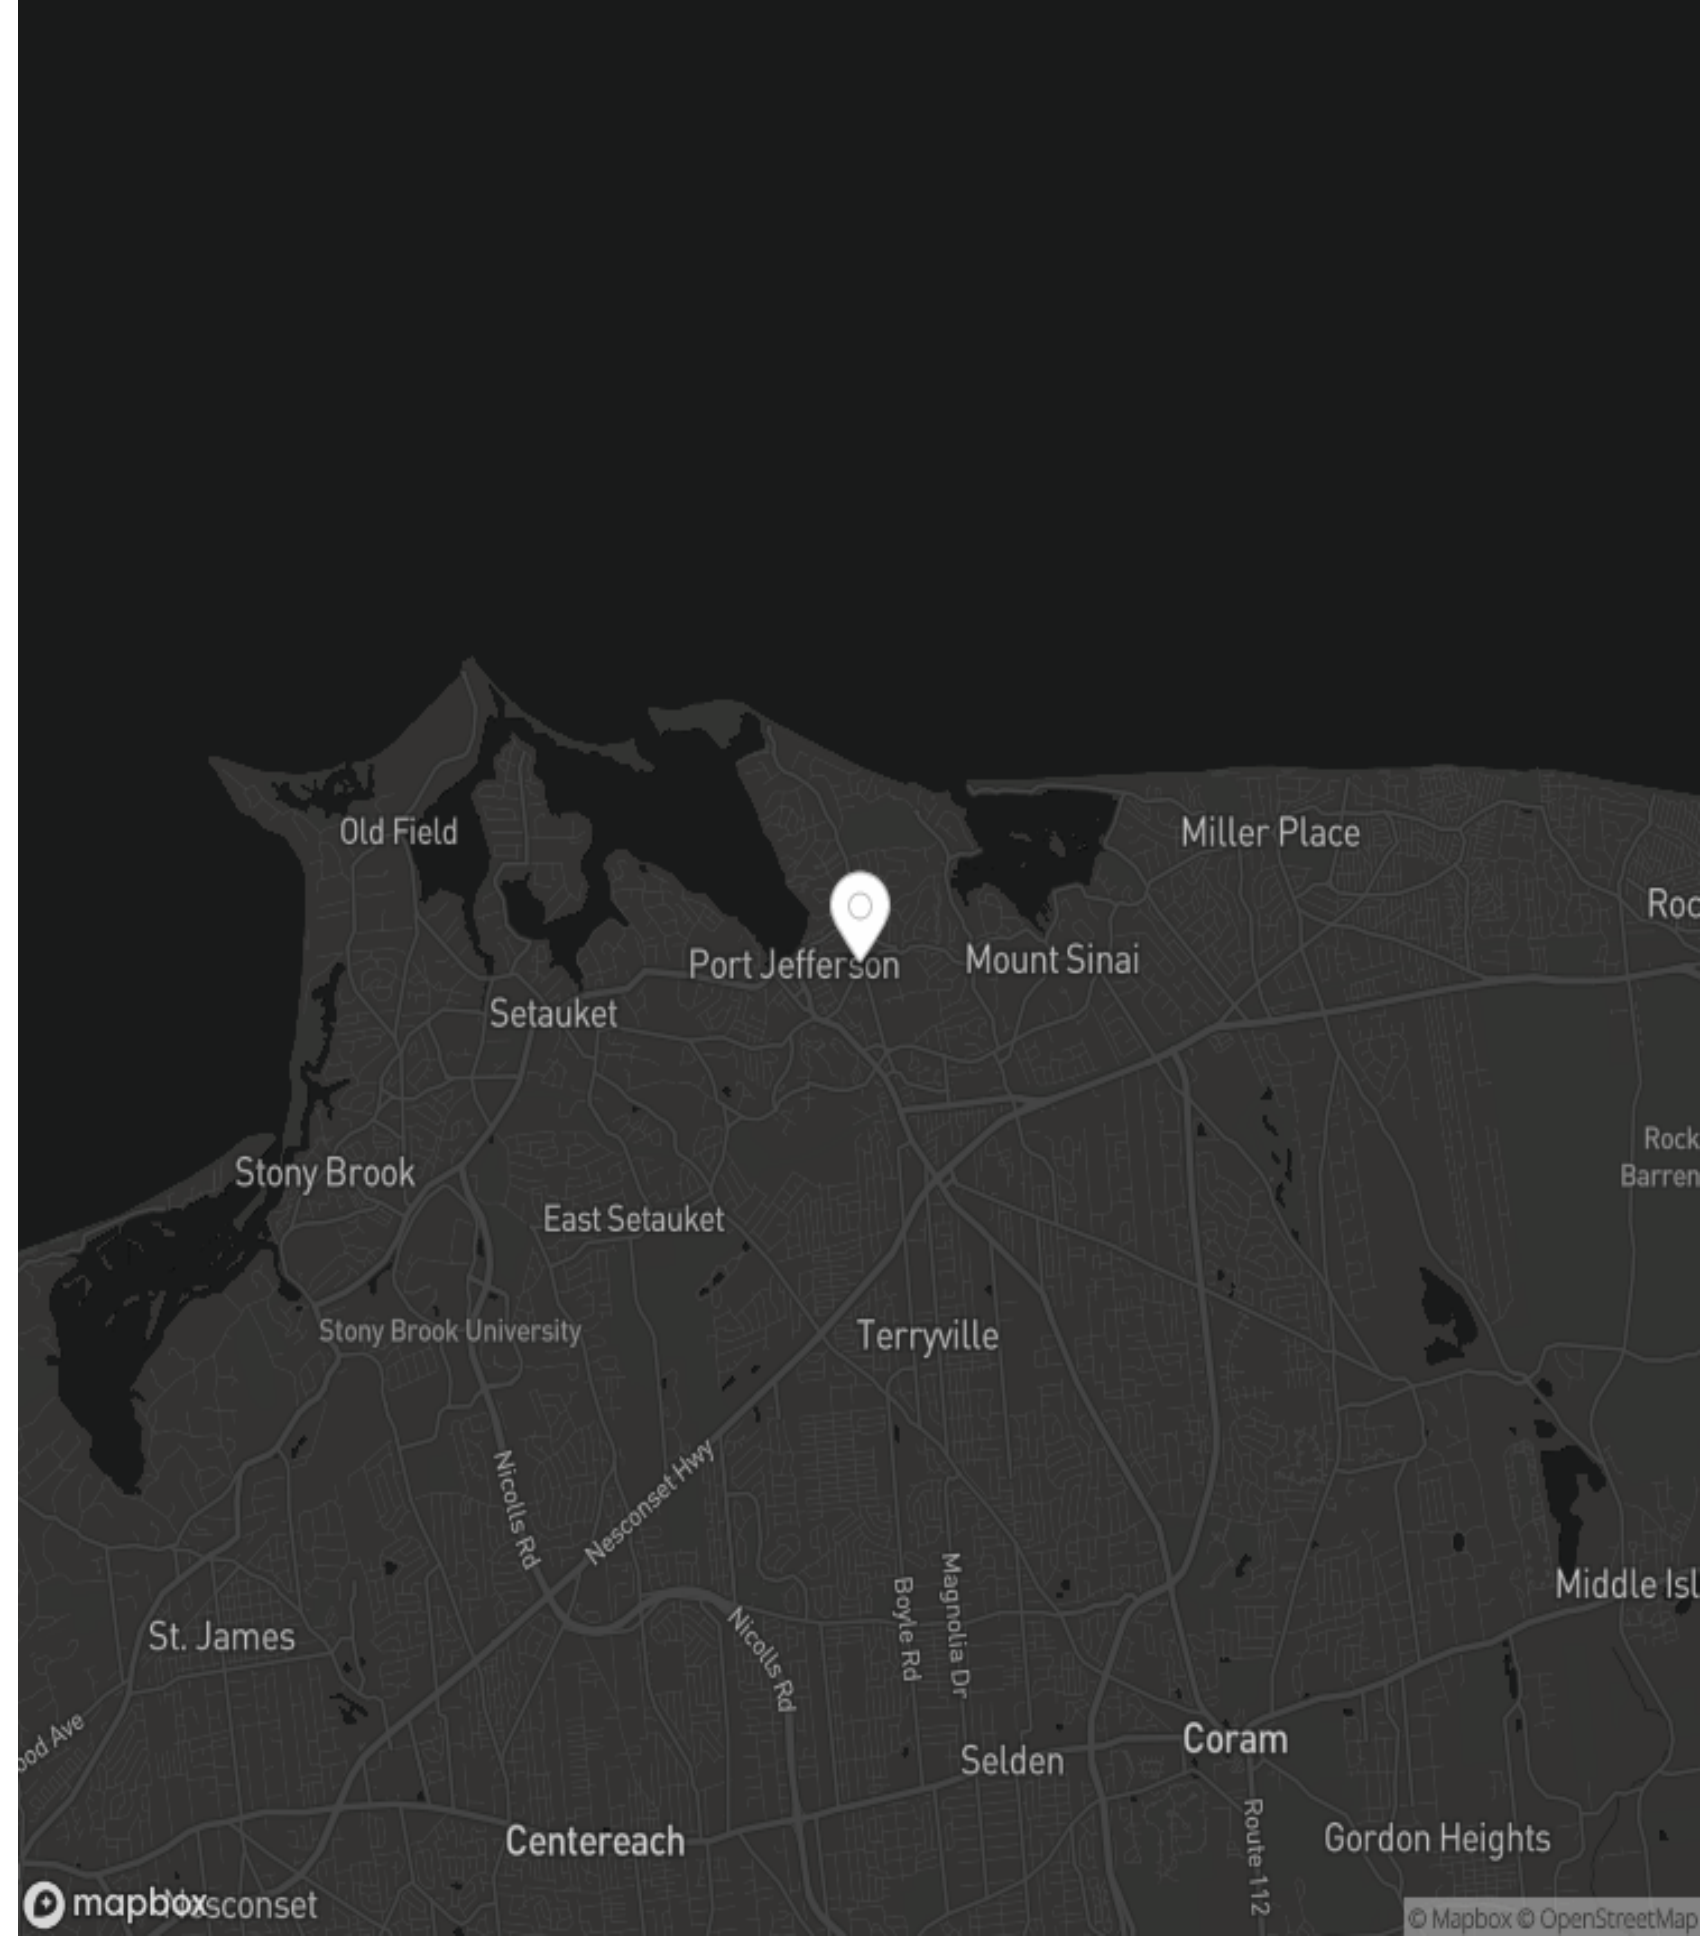 Old Field
Miller Place
Roc
Port Jefferson
Mount Sinai
Setauket
Rock
Barren
Stony Brook
East Setauket
Stony Brook University
Terryville
Nicolls Rd
Nesconset Hwy
Magnolia Dr
Boyle Rd
Middle Isl
Nicolls Rd
St. James
ood Ave
Coram
Selden
Route 112
Centereach
Gordon Heights
mapbox
sconset
© Mapbox © OpenStreetMap